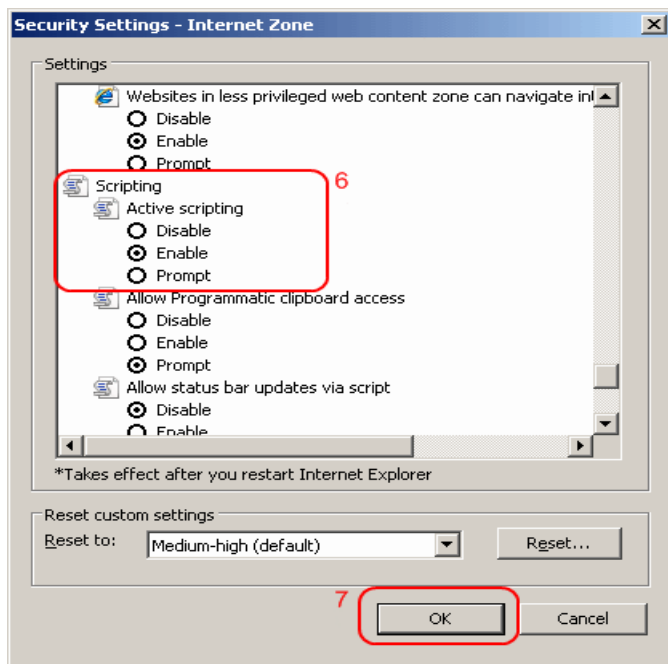 Security Settings - Internet Zone
Settings
Websites in less privileged web content zone can navigate
Disable
Enable
Prompt
Scripting
6
Active scripting
Disable
Enable
Prompt
Allow Programmatic clipboard access
Disable
Enable
Prompt
Allow status bar updates via script
Disable
Enable
*Takes effect after you restart Internet Explorer
Reset custom settings
Reset to: Medium-high (default) Reset...
7
OK Cancel